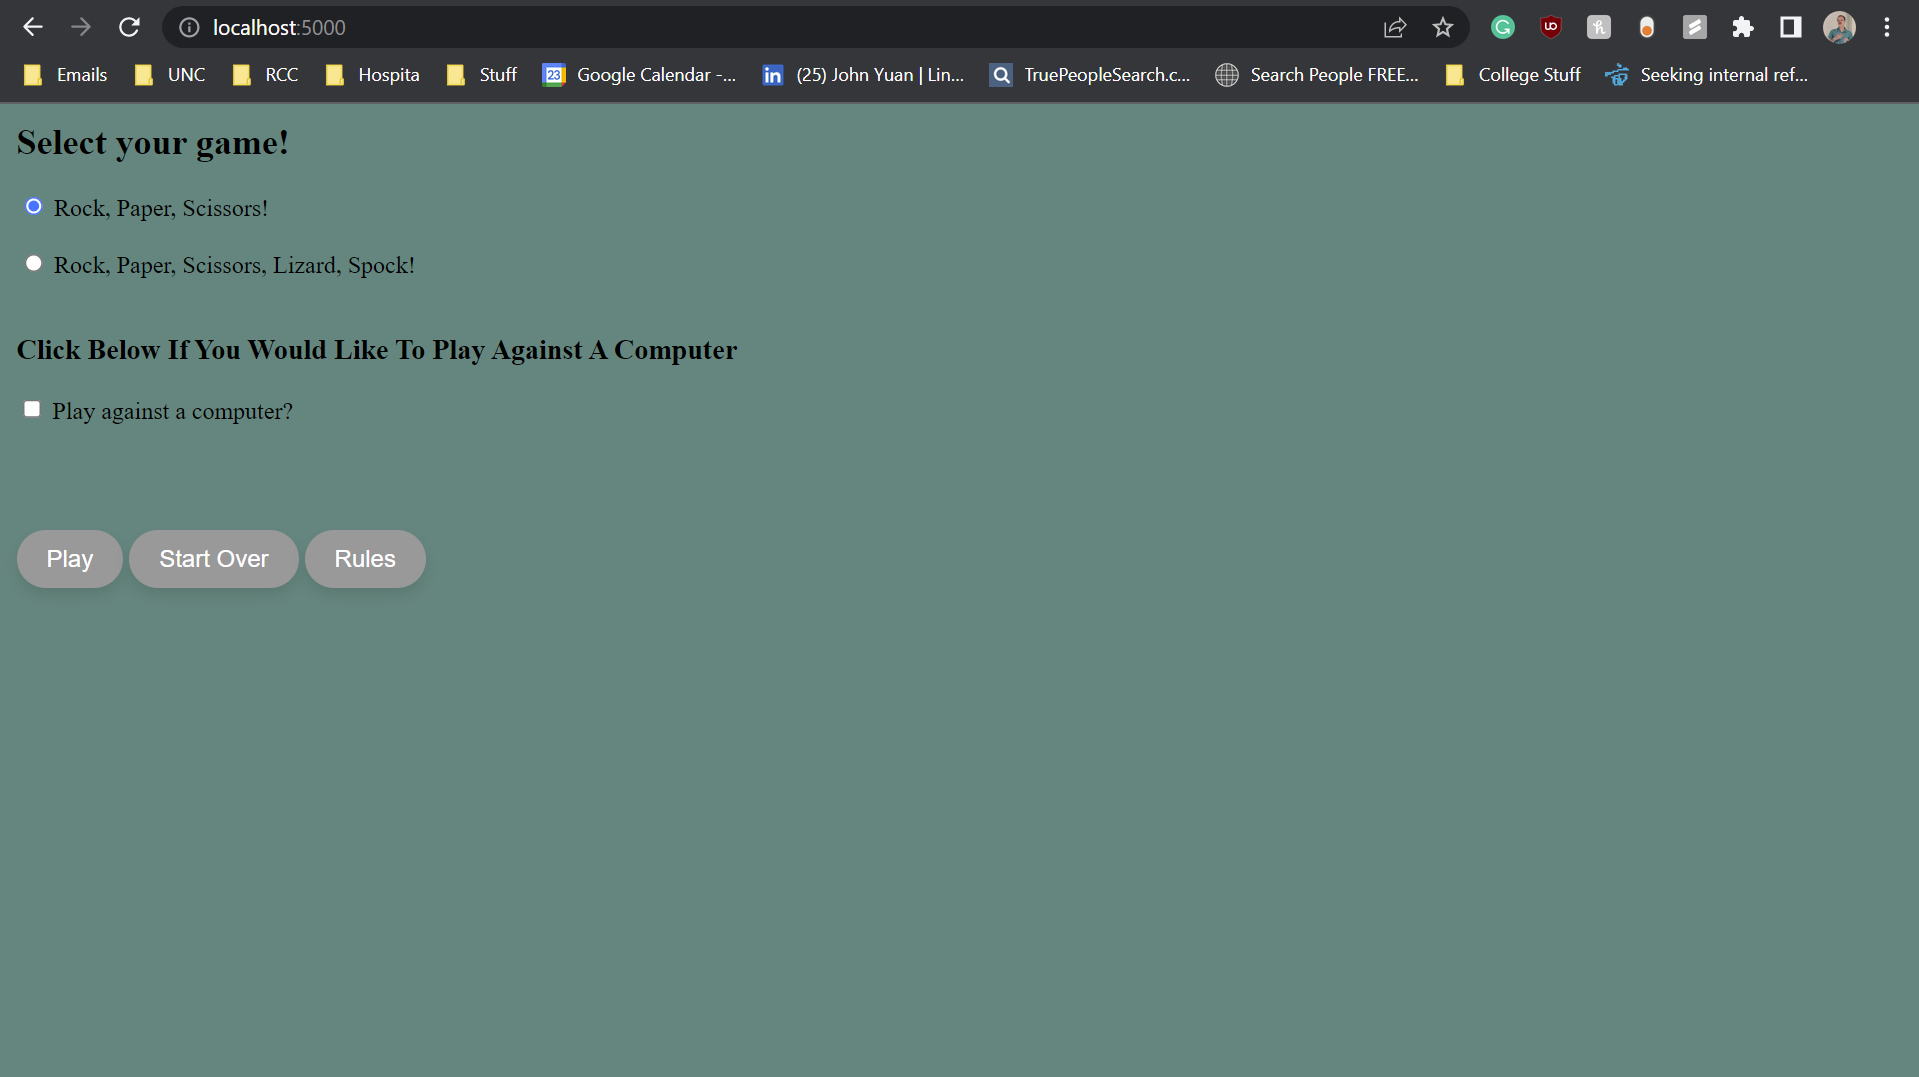 localhost:5000
Emails UNC RCC Hospita Stuff 23 Google Calendar -... in (25) John Yuan | Lin... TruePeopleSearch.c... Search People FREE... College Stuff Seeking internal ref...
Select your game!
Rock, Paper, Scissors!
Rock, Paper, Scissors, Lizard, Spock!
Click Below If You Would Like To Play Against A Computer
Play against a computer?
Play Start Over Rules